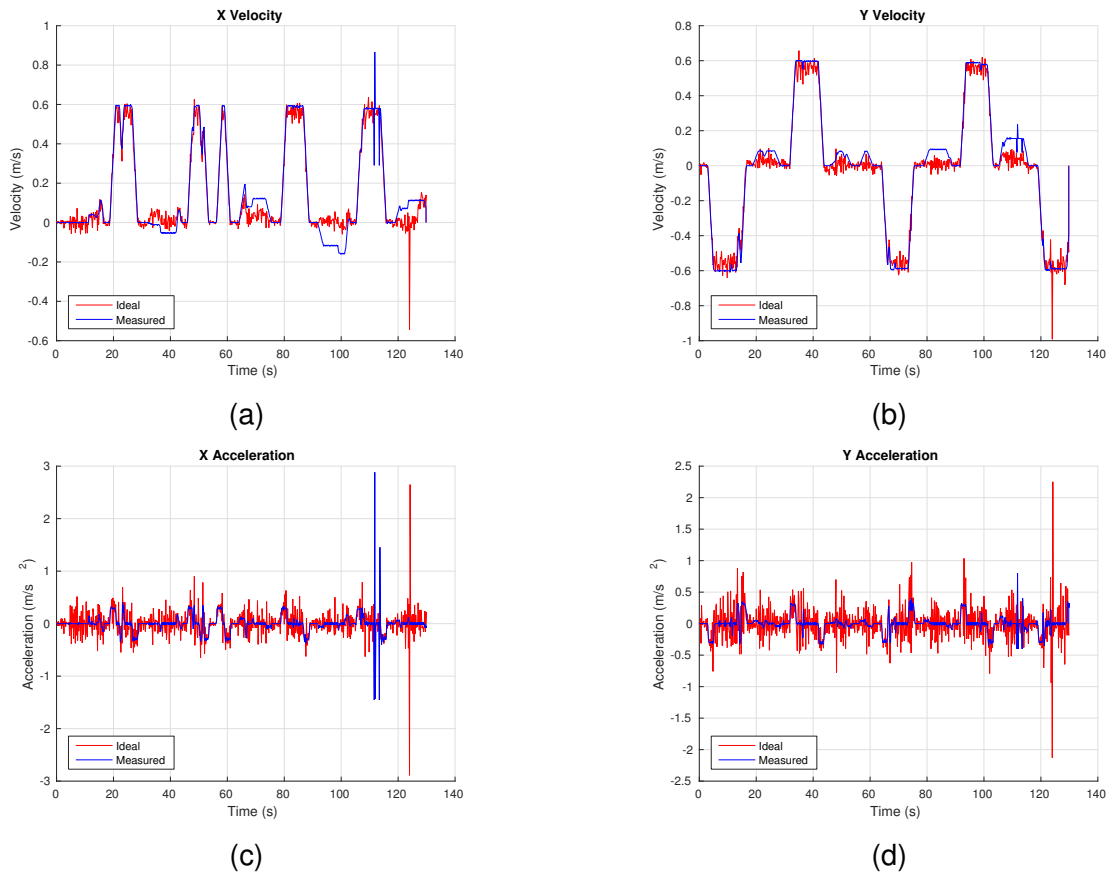 X Velocity
1
0.8
0.6
0.4
0.2
0
-0.2
-0.4
-0.6
Velocity (m/s)
Ideal
Measured
0 20 40 60 80 100 120 140
Time (s)
(a)
Y Velocity
0.8
0.6
0.4
0.2
0
-0.2
-0.4
-0.6
-0.8
-1
Velocity (m/s)
Ideal
Measured
0 20 40 60 80 100 120 140
Time (s)
(b)
X Acceleration
3
2
1
0
-1
-2
-3
Acceleration (m/s 2)
Ideal
Measured
0 20 40 60 80 100 120 140
Time (s)
(c)
Y Acceleration
2.5
2
1.5
1
0.5
0
-0.5
-1
-1.5
-2
-2.5
Acceleration (m/s 2)
Ideal
Measured
0 20 40 60 80 100 120 140
Time (s)
(d)